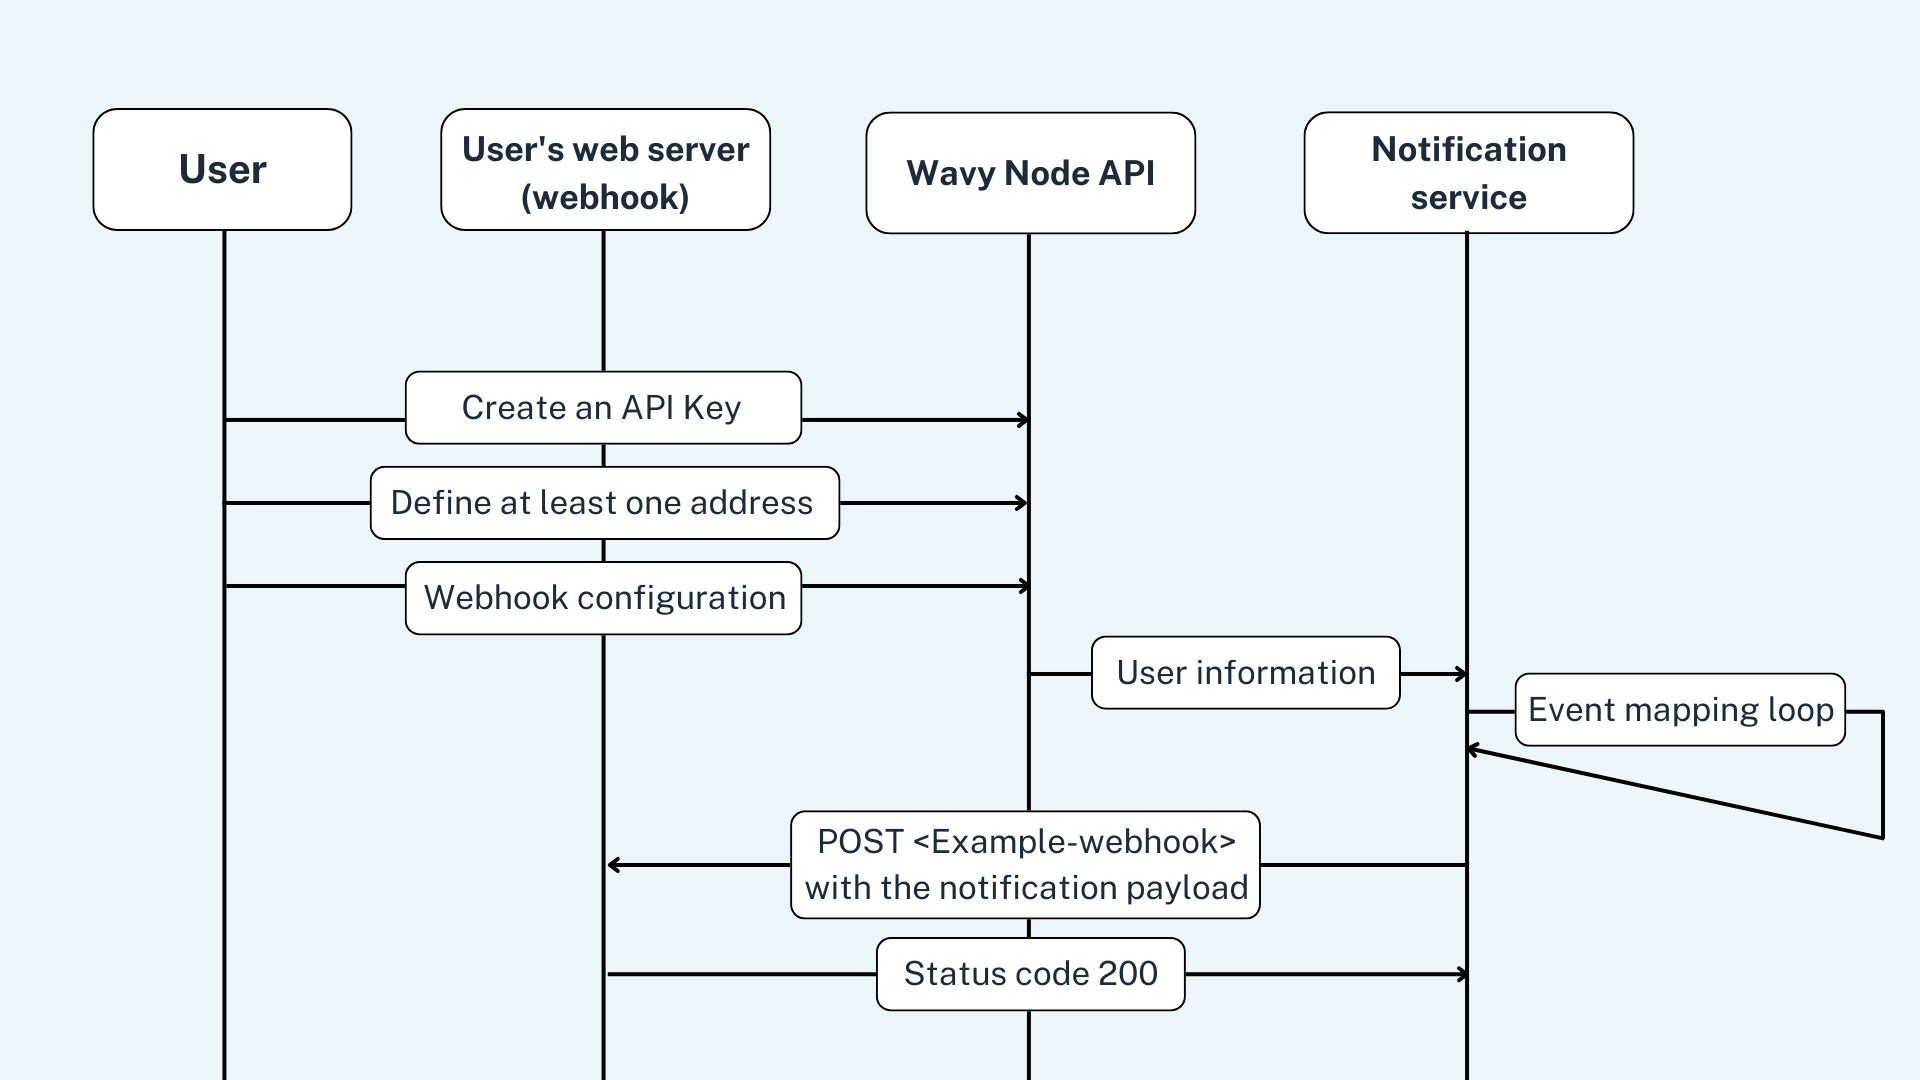 User
User's web server
(webhook)
Wavy Node API
Notification
service
Create an API Key
Define at least one address
Webhook configuration
User information
Event mapping loop
POST <Example-webhook>
with the notification payload
Status code 200